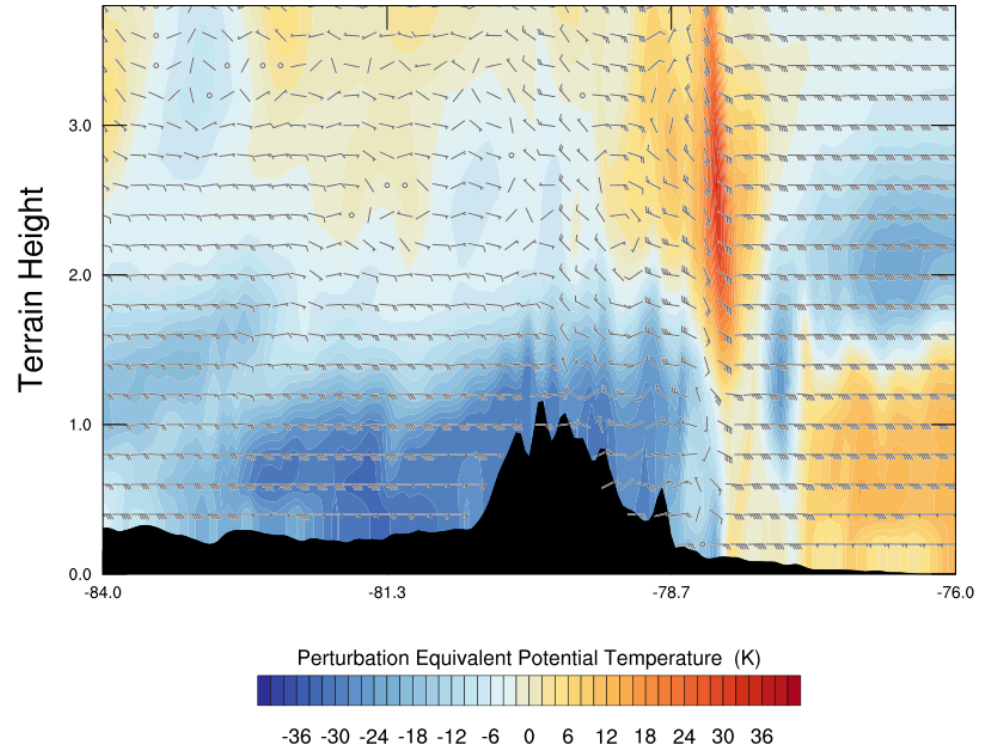 Terrain Height
3.0
2.0
1.0
0.0
-84.0 -81.3 -78.7 -76.0
Perturbation Equivalent Potential Temperature (K)
-36 -30 -24 -18 -12 -6 0 6 12 18 24 30 36